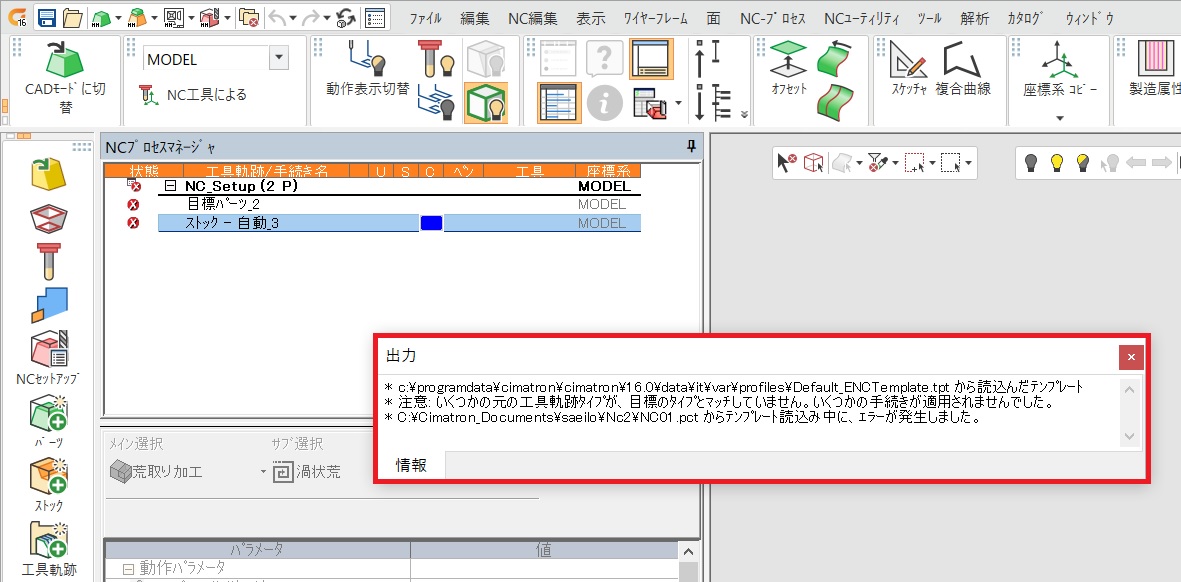 16
ファイル 編集 NC編集 表示 ワイヤーフレーム 面 NC-プロセス NCユーティリティ ツール 解析 カタログ ウィンドウ
CADモードに切替
MODEL
NC工具による
動作表示切替
オフセット
スケッチャ 複合曲線
座標系 コピー
製造属性
NCプロセスマネージャ
状態 工具軌跡/手続き名 U S C ペン 工具 座標系
NC_Setup (2 P) MODEL
目標パーツ_2 MODEL
ストック - 自動_3 MODEL
NCセットアップ
パーツ
ストック
工具軌跡
出力
* c:¥programdata¥cimatron¥cimatron¥16.0¥data¥it¥var¥profiles¥Default_ENCTemplate.tpt から読込んだテンプレート
* 注意: いくつかの元の工具軌跡タイプが、目標のタイプとマッチしていません。いくつかの手続きが適用されませんでした。
* C:¥Cimatron_Documents¥saeilo¥Nc2¥NC01 .pct からテンプレート読込み中に、エラーが発生しました。
情報
メイン選択 サブ選択
荒取り加工 渦状荒
パラメータ 値
動作パラメータ